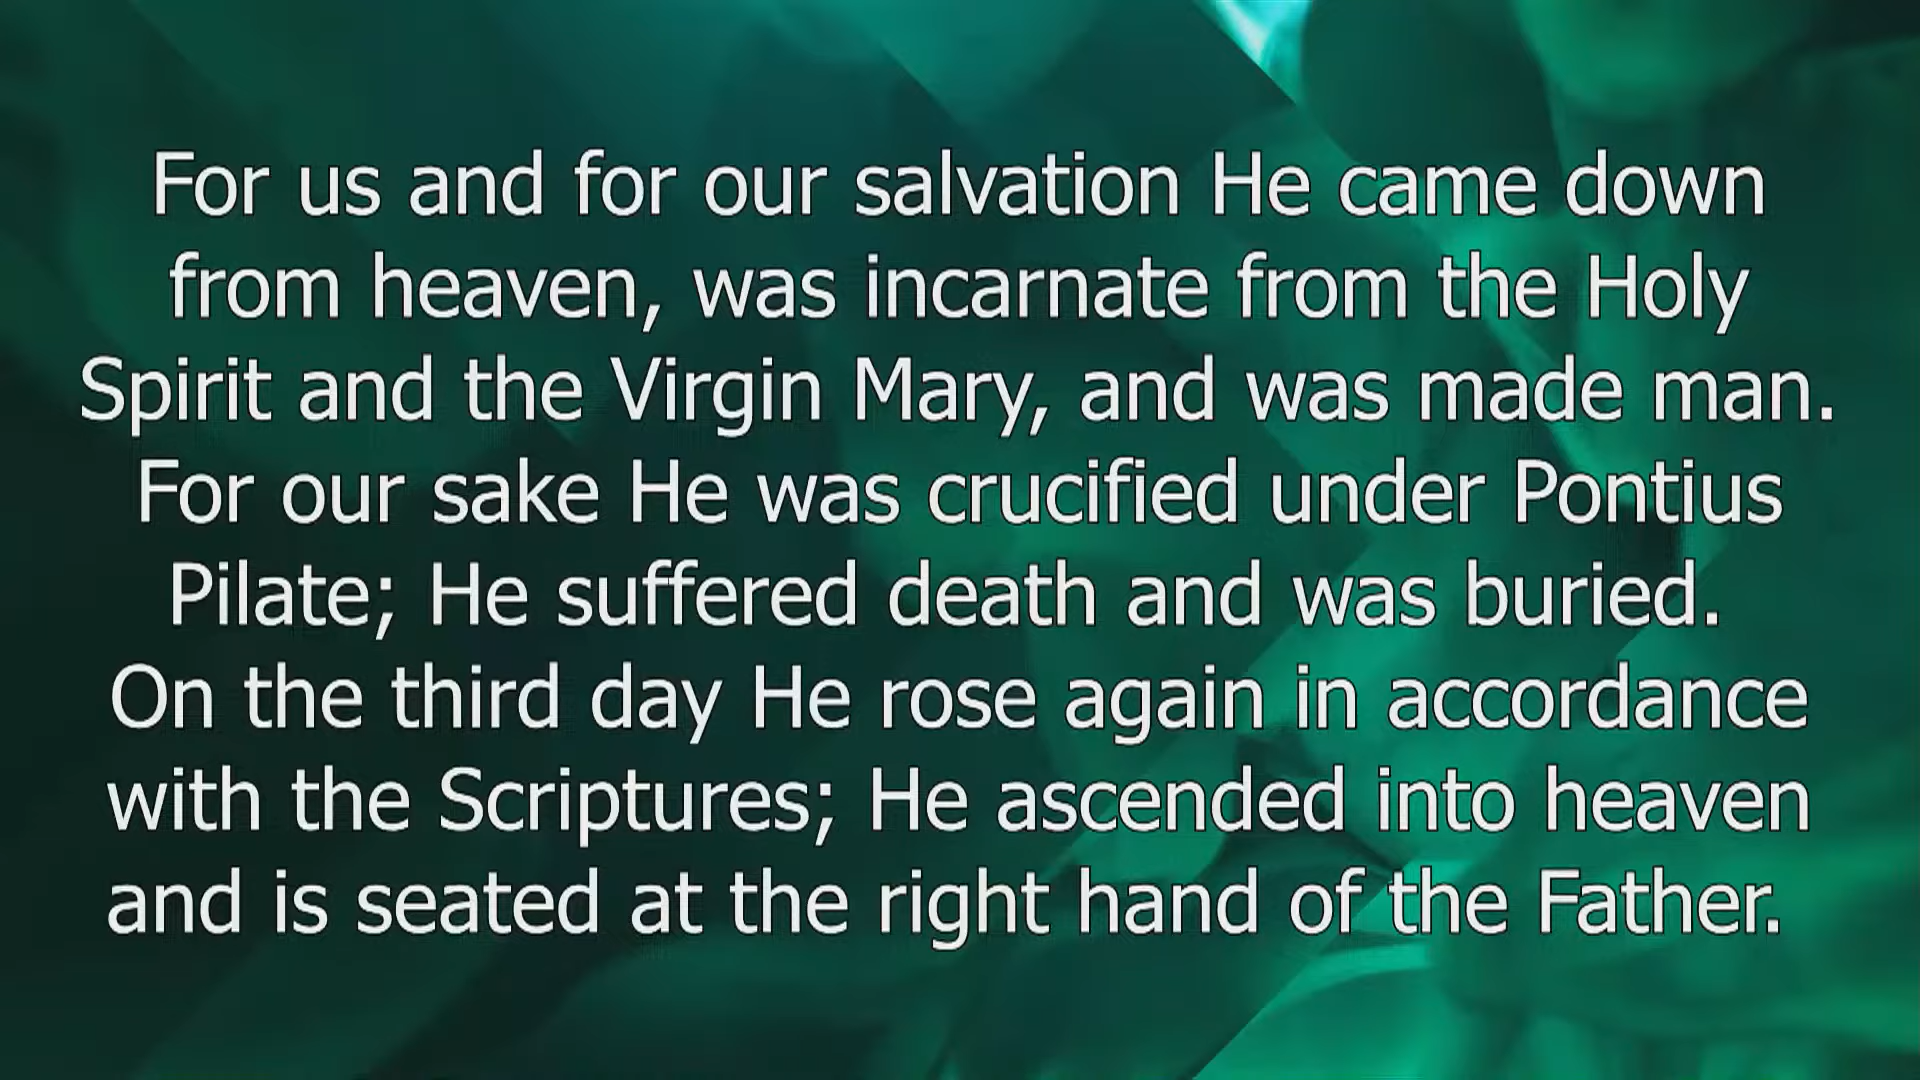 For us and for our salvation He came down
from heaven, was incarnate from the Holy
Spirit and the Virgin Mary, and was made man.
For our sake He was crucified under Pontius
Pilate; He suffered death and was buried.
On the third day He rose again in accordance
with the Scriptures; He ascended into heaven
and is seated at the right hand of the Father.